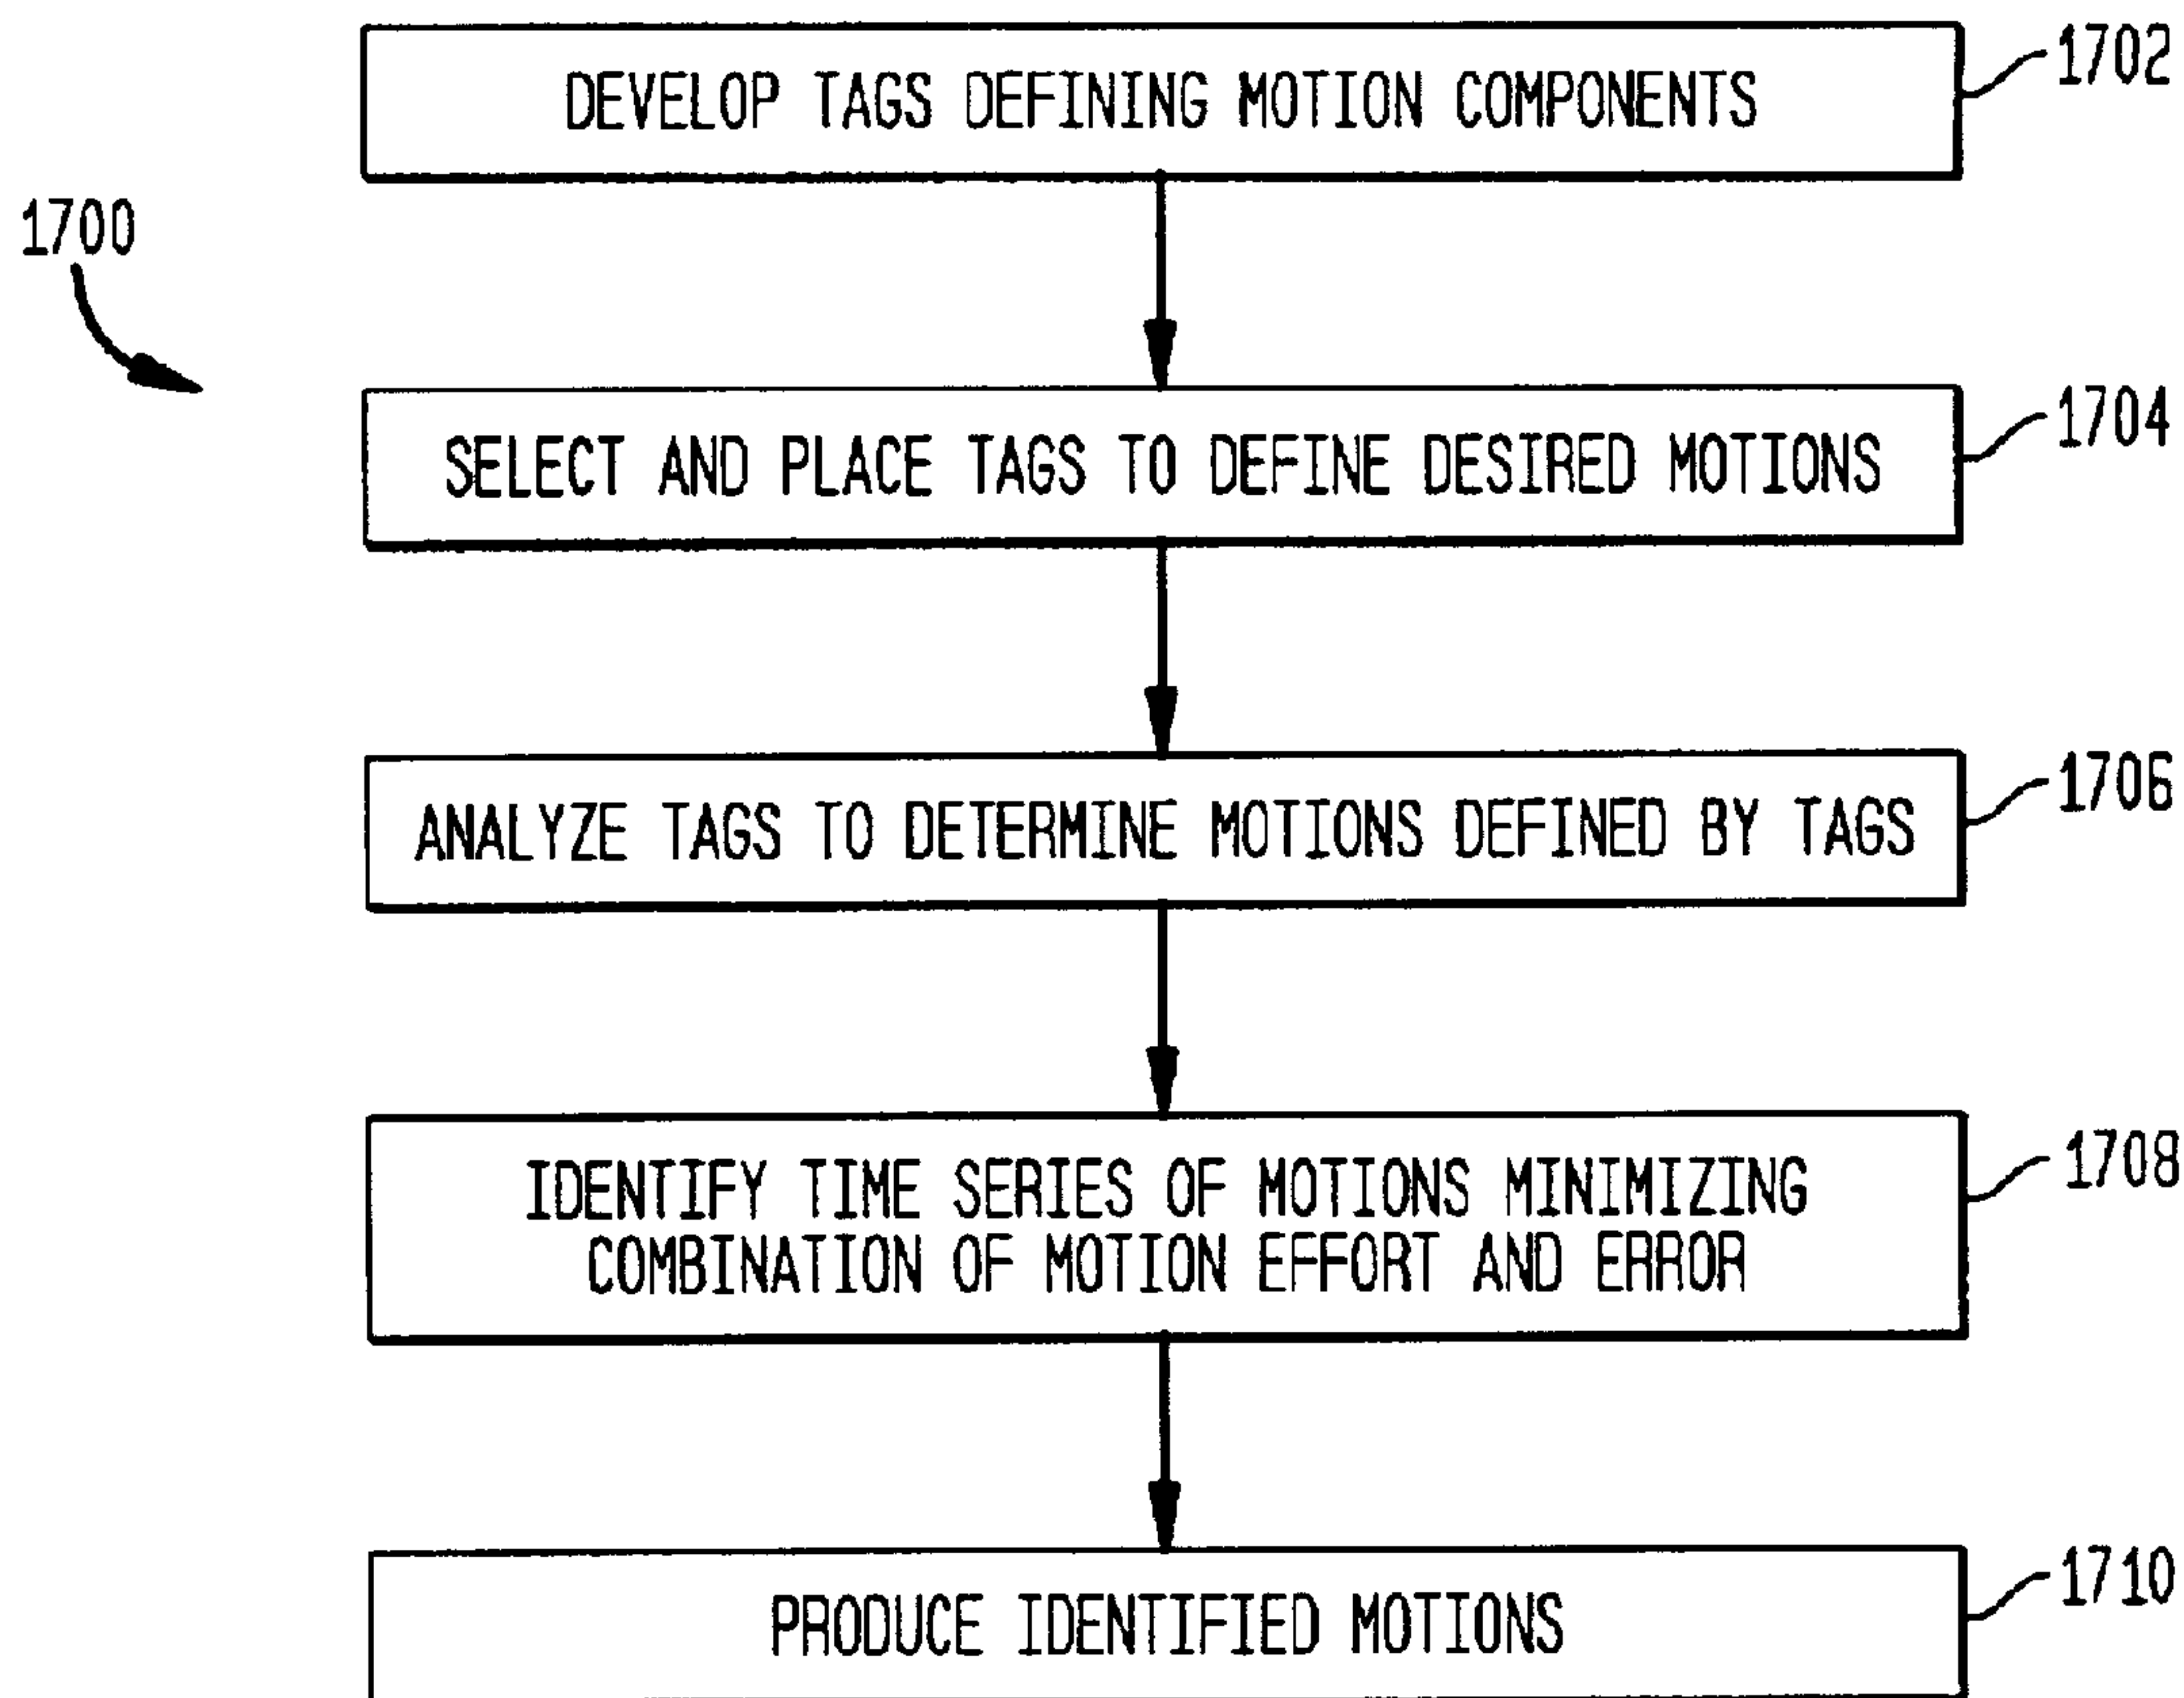 DEVELOP TAGS DEFINING MOTION COMPONENTS
1702
1700
SELECT AND PLACE TAGS TO DEFINE DESIRED MOTIONS
1704
ANALYZE TAGS TO DETERMINE MOTIONS DEFINED BY TAGS
1706
IDENTIFY TIME SERIES OF MOTIONS MINIMIZING
COMBINATION OF MOTION EFFORT AND ERROR
1708
PRODUCE IDENTIFIED MOTIONS
1710